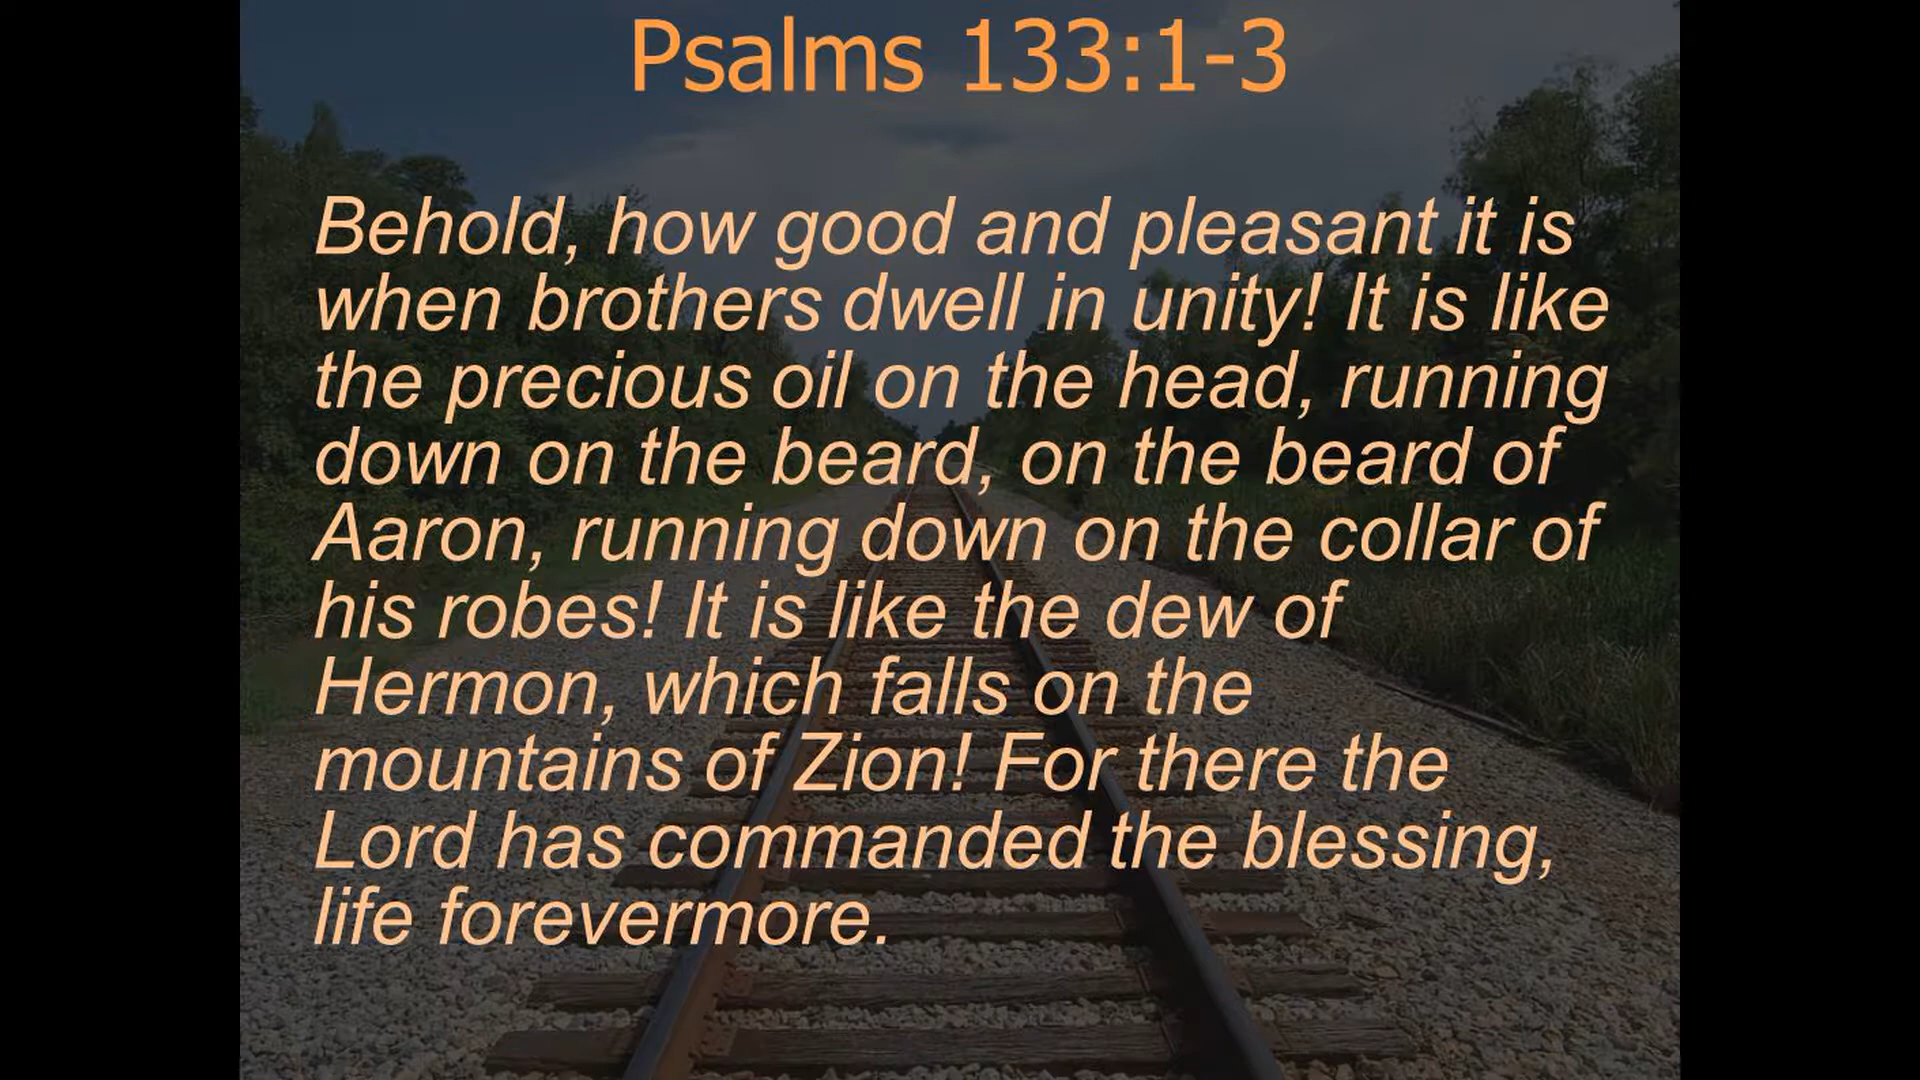 Psalms 133:1-3
Behold, how good and pleasant it is
when brothers dwell in unity! It is like
the precious oil on the head, running
down on the beard, on the beard of
Aaron, running down on the collar of
his robes! It is like the dew of
Hermon, which falls on the
mountains of Zion! For there the
Lord has commanded the blessing,
life forevermore.